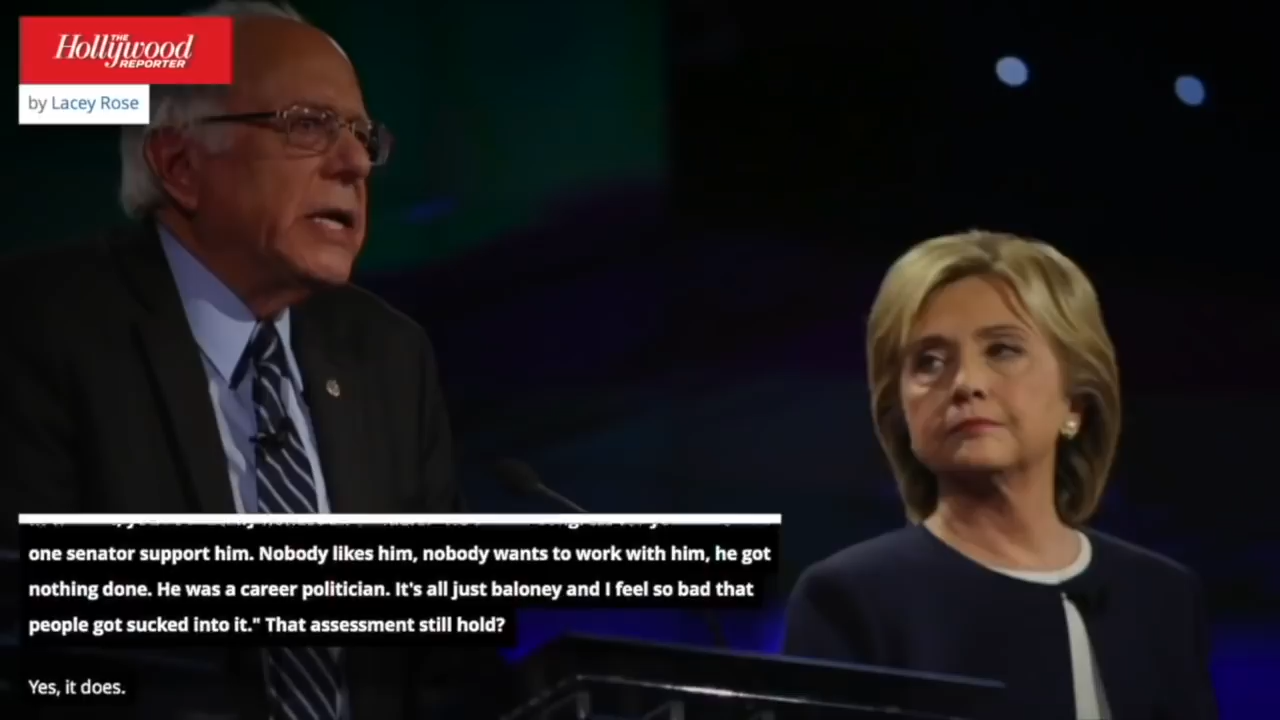 THE
Hollywood
REPORTER
by Lacey Rose
one senator support him. Nobody likes him, nobody wants to work with him, he got
nothing done. He was a career politician. It's all just baloney and I feel so bad that
people got sucked into it." That assessment still hold?
Yes, it does.